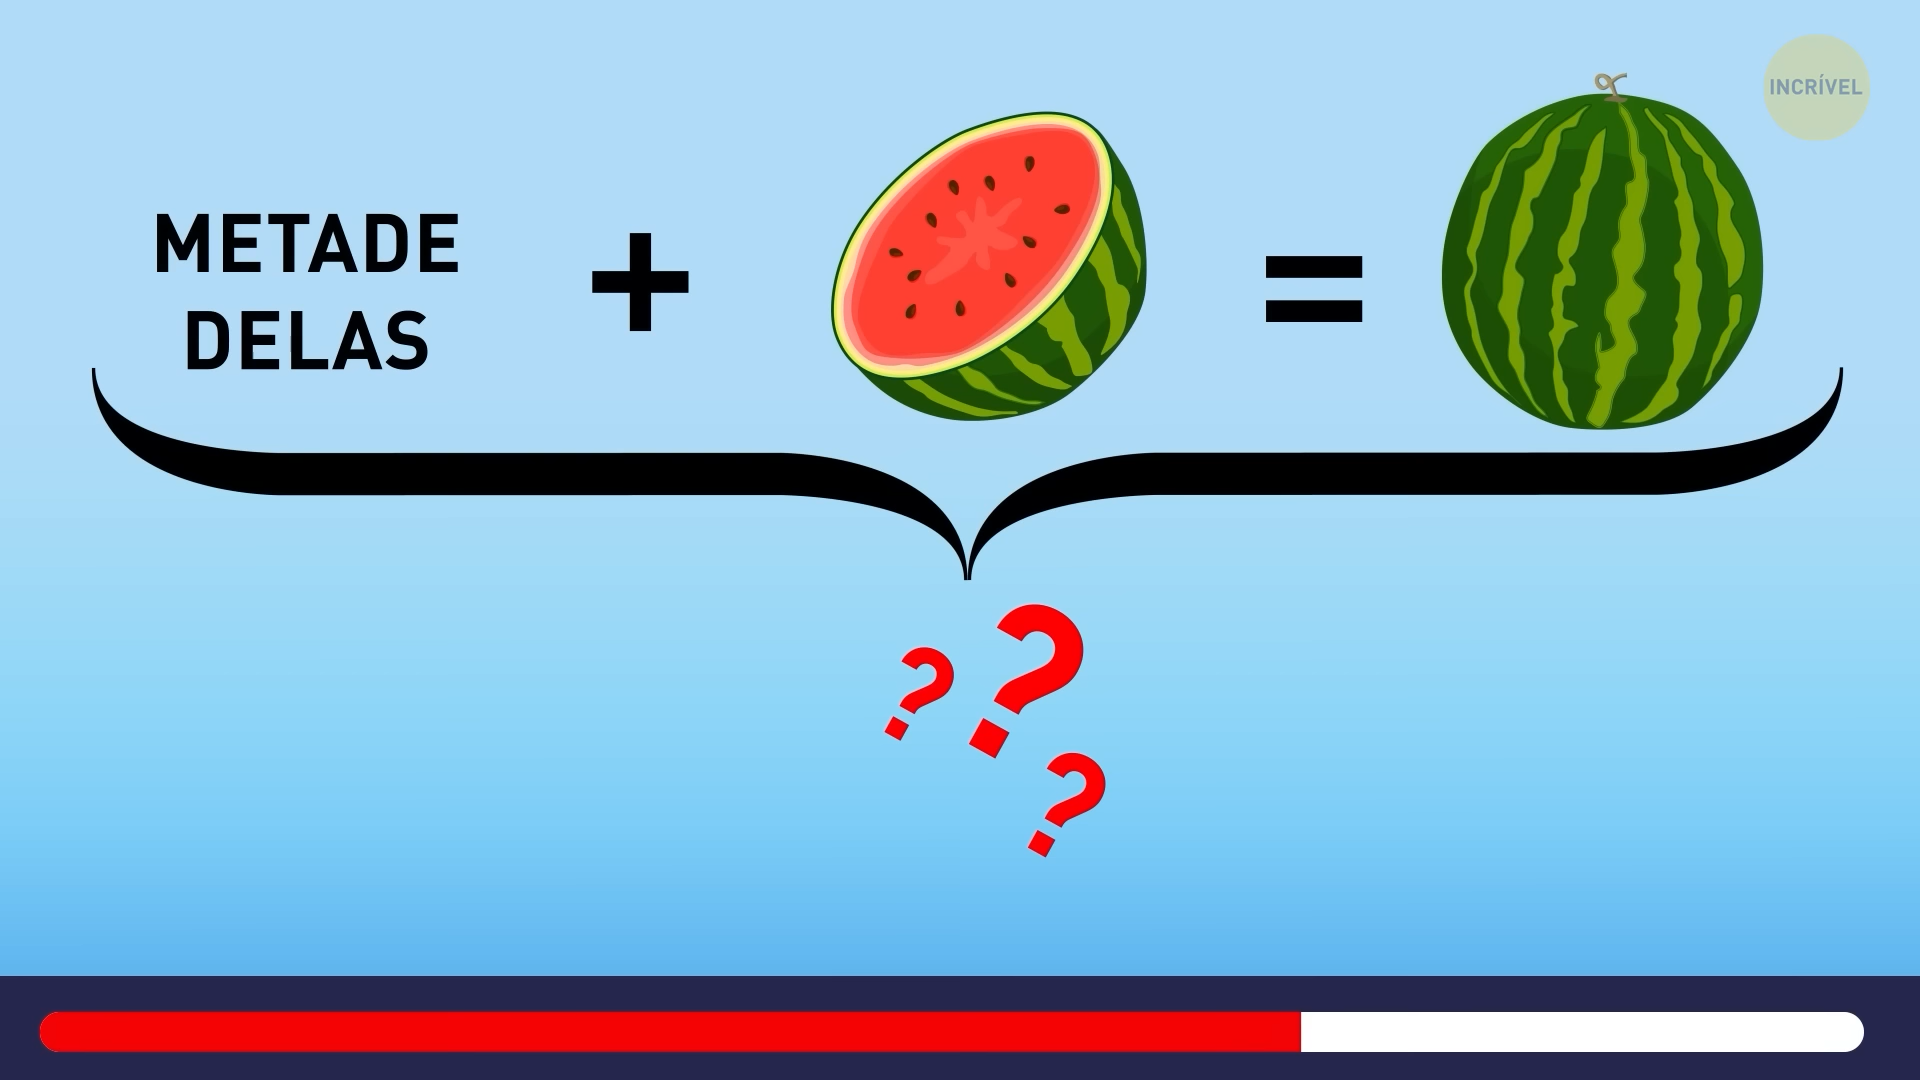 INCRÍVEL
METADE
DELAS
+
=
?
?
?